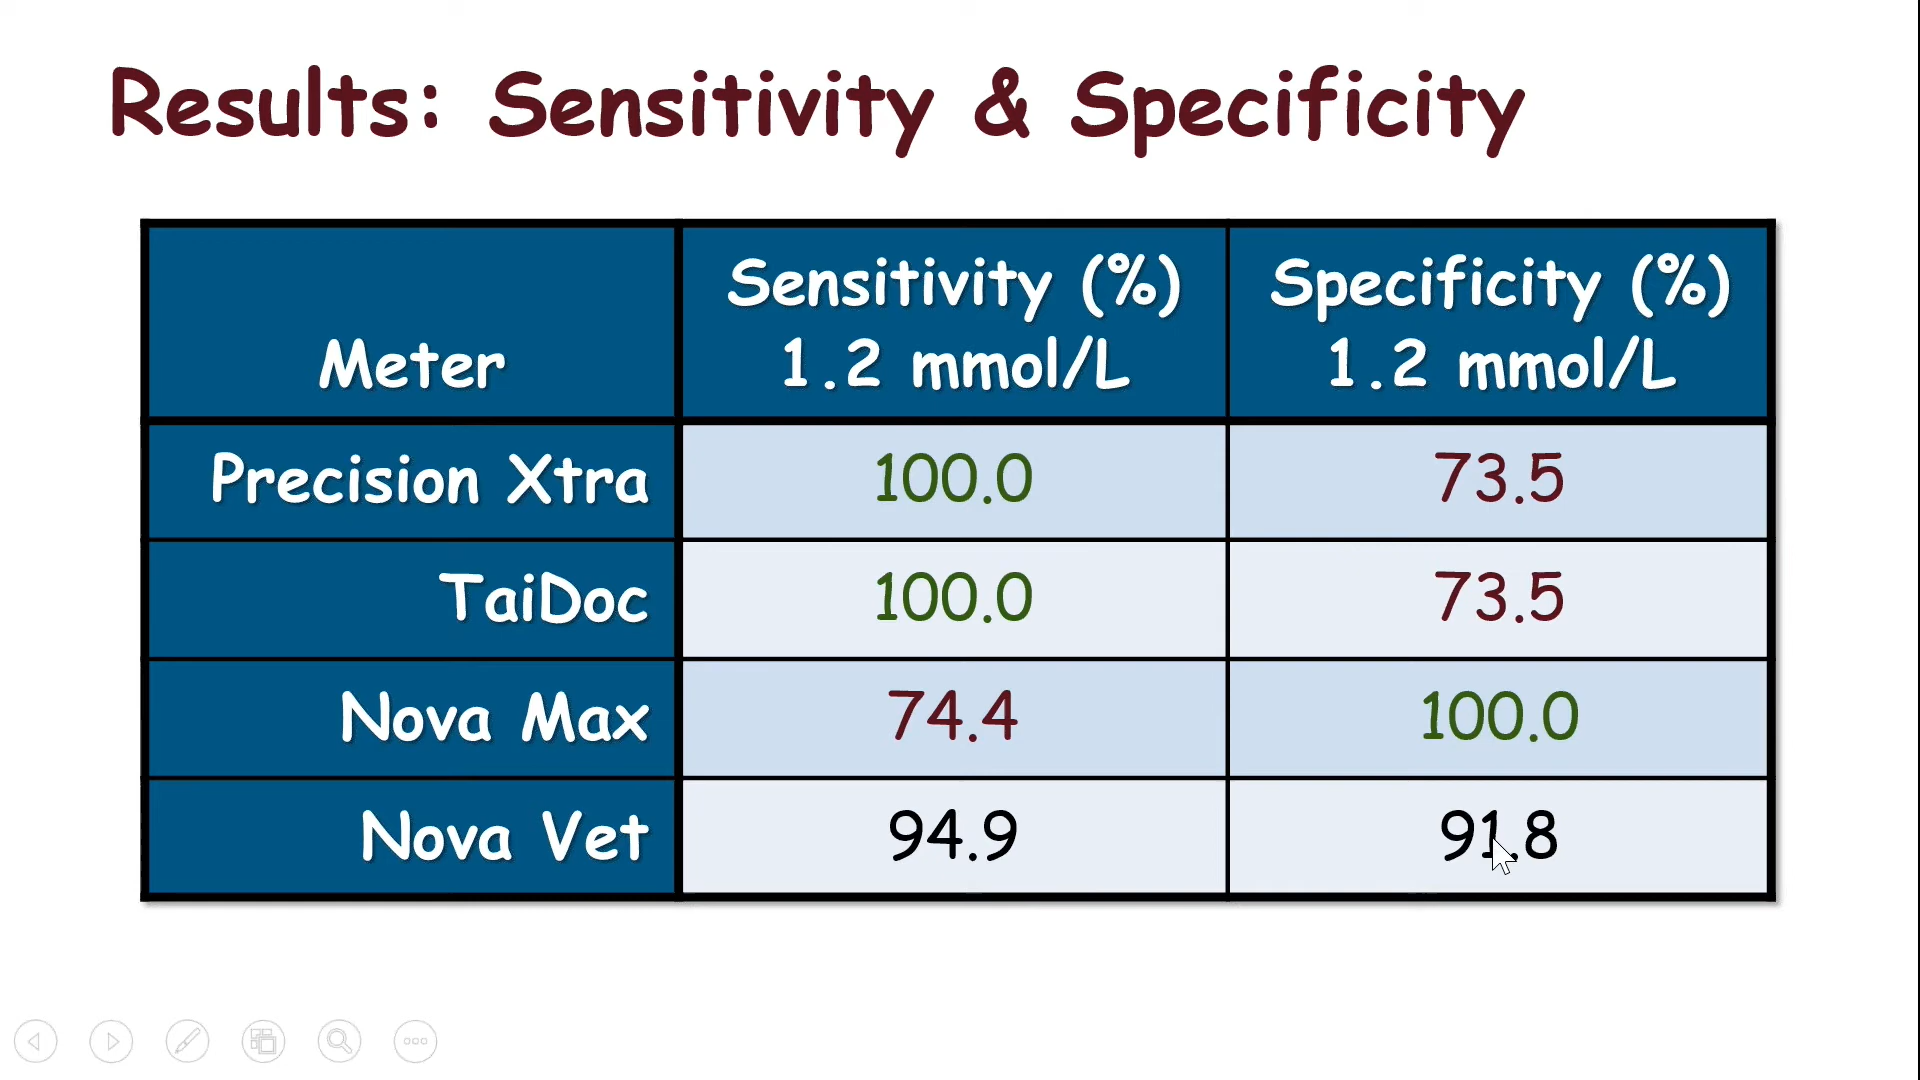 Results: Sensitivity & Specificity
Meter
Sensitivity (%)
1.2 mmol/L
Specificity (%)
1.2 mmol/L
Precision Xtra 100.0 73.5
TaiDoc 100.0 73.5
Nova Max 74.4 100.0
Nova Vet 94.9 91.8